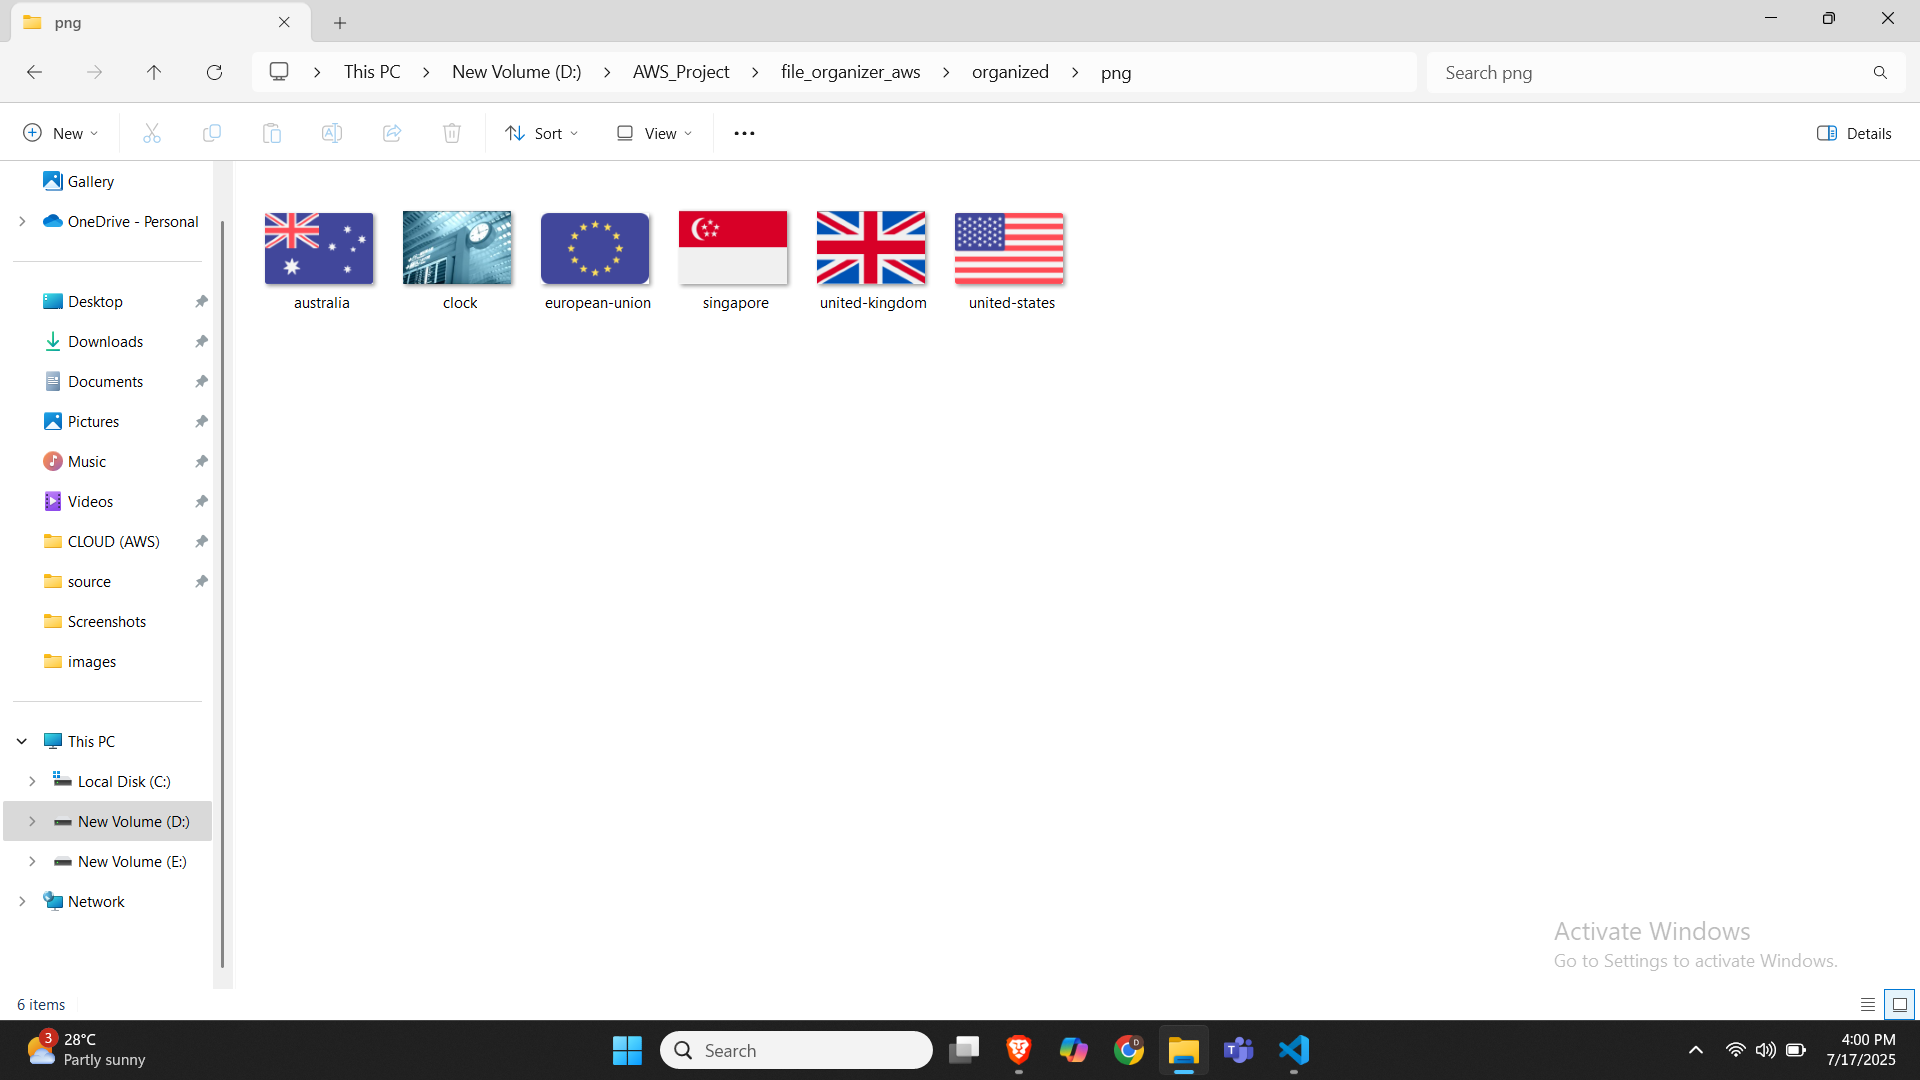 png
This PC
New Volume (D:)
AWS_Project
file_organizer_aws
organized
png
Search png
New
Sort
View
Details
Gallery
OneDrive - Personal
Desktop
Downloads
Documents
Pictures
Music
Videos
CLOUD (AWS)
source
Screenshots
images
This PC
Local Disk (C:)
New Volume (D:)
New Volume (E:)
Network
australia
clock
european-union
singapore
united-kingdom
united-states
Activate Windows
Go to Settings to activate Windows.
6 items
3
28°C
Partly sunny
Search
D
4:00 PM
7/17/2025